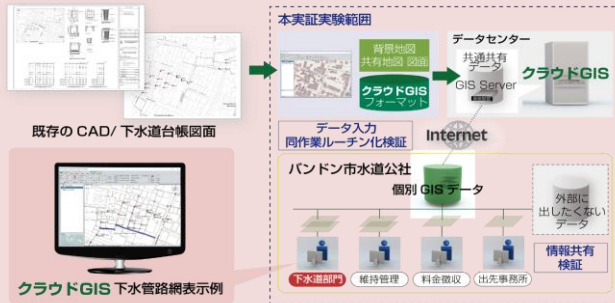 本実証実験範囲
背景地図
共有地図 図面
クラウドGIS
フォーマット
データセンター
共通共有
データ
GIS Server
クラウドGIS
既存の CAD/ 下水道台帳図面
データ入力
同作業ルーチン化検証
Internet
バンドン市水道公社
個別 GIS データ
外部に
出したくない
データ
情報共有
検証
下水道部門
維持管理
料金徴収
出先事務所
クラウドGIS 下水管路網表示例